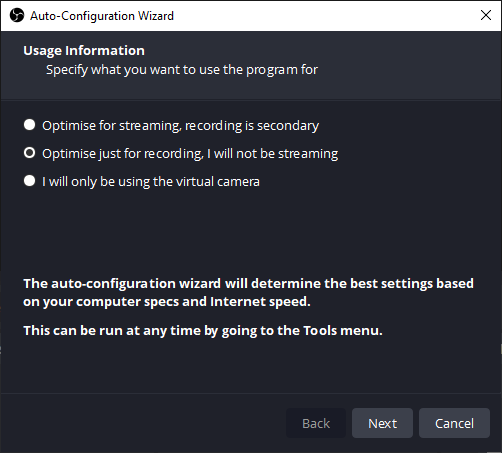 Auto-Configuration Wizard
Usage Information
Specify what you want to use the program for
Optimise for streaming, recording is secondary
Optimise just for recording, I will not be streaming
I will only be using the virtual camera
The auto-configuration wizard will determine the best settings based
on your computer specs and Internet speed.
This can be run at any time by going to the Tools menu.
Back Next Cancel